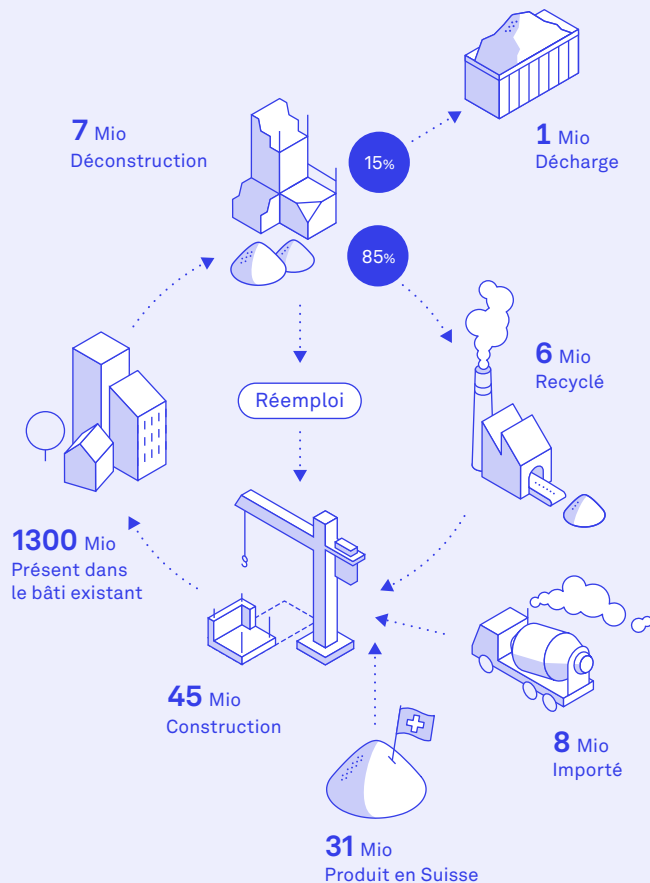 7 Mio
Déconstruction
15%
1 Mio
Décharge
85%
6 Mio
Recyclé
Réemploi
1300 Mio
Présent dans
le bâti existant
45 Mio
Construction
8 Mio
Importé
31 Mio
Produit en Suisse